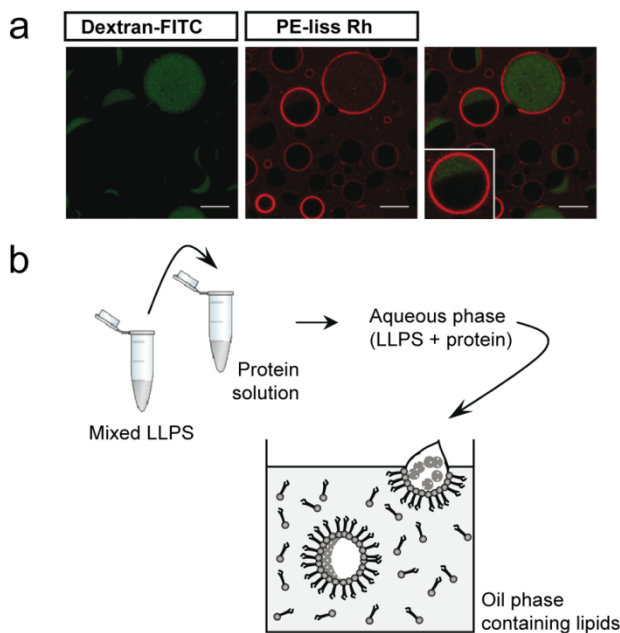 a
Dextran-FITC
PE-liss Rh
b
Mixed LLPS
Protein
solution
Aqueous phase
(LLPS + protein)
Oil phase
containing lipids